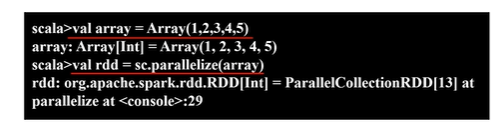 scala>val array = Array(1,2,3,4,5)
array: Array[Int] = Array(1, 2, 3, 4, 5)
scala>val rdd = sc.parallelize(array)
rdd: org.apache.spark.rdd.RDD[Int] = ParallelCollectionRDD[13] at
parallelize at <console>:29